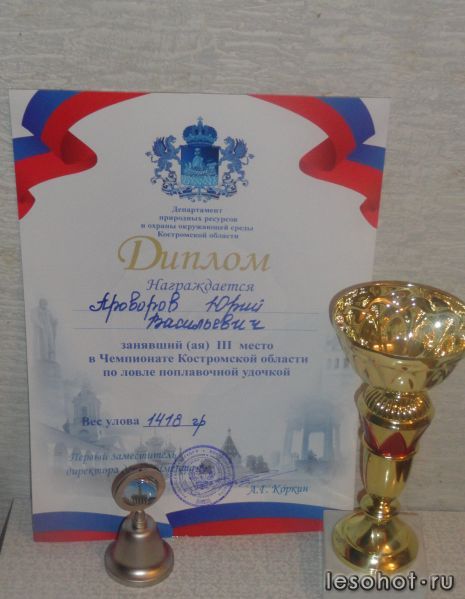 Департамент
природных ресурсов
и охраны окружающей среды
Костромской области
Диплом
Награждается
Проворов Юрий
Васильевич
занявший (ая) III место
в Чемпионате Костромской области
по ловле поплавочной удочкой
Вес улова 1418 гр
Первый заместитель
директора
А.Г. Коркин
lesohot-ru